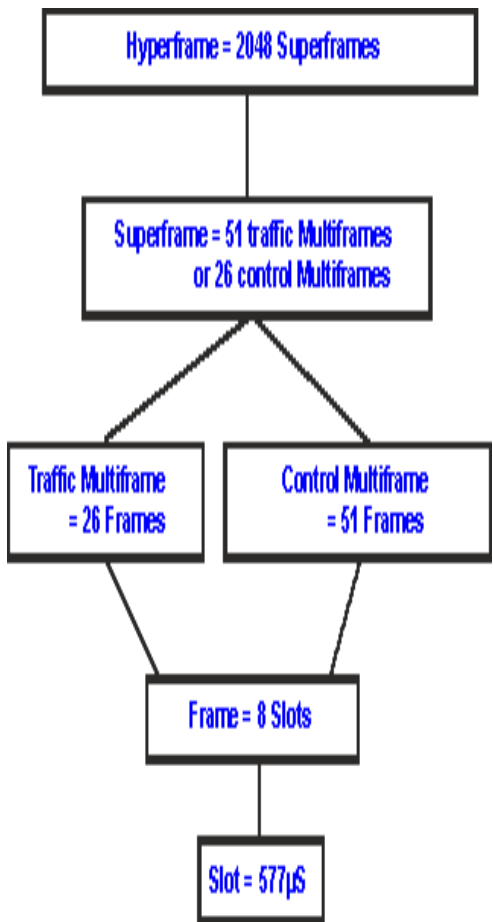 Hyperframe = 2048 Superframes
Superframe = 51 traffic Multiframes
or 26 control Multiframes
Traffic Multiframe
= 26 Frames
Control Multiframe
= 51 Frames
Frame = 8 Slots
Slot = 577µS